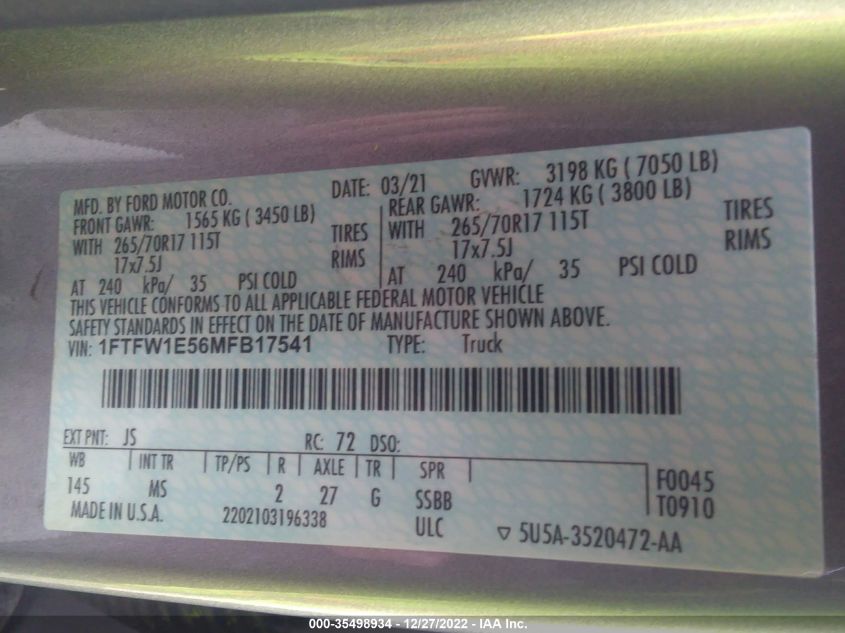 MFD. BY FORD MOTOR CO. DATE: 03/21 GVWR: 3198 KG ( 7050 LB)
FRONT GAWR: 1565 KG ( 3450 LB) REAR GAWR: 1724 KG ( 3800 LB)
WITH 265/70R17 115T TIRES WITH 265/70R17 115T TIRES
17x7.5J RIMS 17x7.5J RIMS
AT 240 kPa/ 35 PSI COLD AT 240 kPa/ 35 PSI COLD
THIS VEHICLE CONFORMS TO ALL APPLICABLE FEDERAL MOTOR VEHICLE
SAFETY STANDARDS IN EFFECT ON THE DATE OF MANUFACTURE SHOWN ABOVE.
VIN: 1FTFW1E56MFB17541 TYPE: Truck
EXT PNT: JS RC: 72 DSO:
WB INT TR TP/PS R AXLE TR SPR
145 MS 2 27 G SSBB F0045
T0910
MADE IN U.S.A. 2202103196338 ULC ▽ 5U5A-3520472-AA
000-35498934 - 12/27/2022 - IAA Inc.